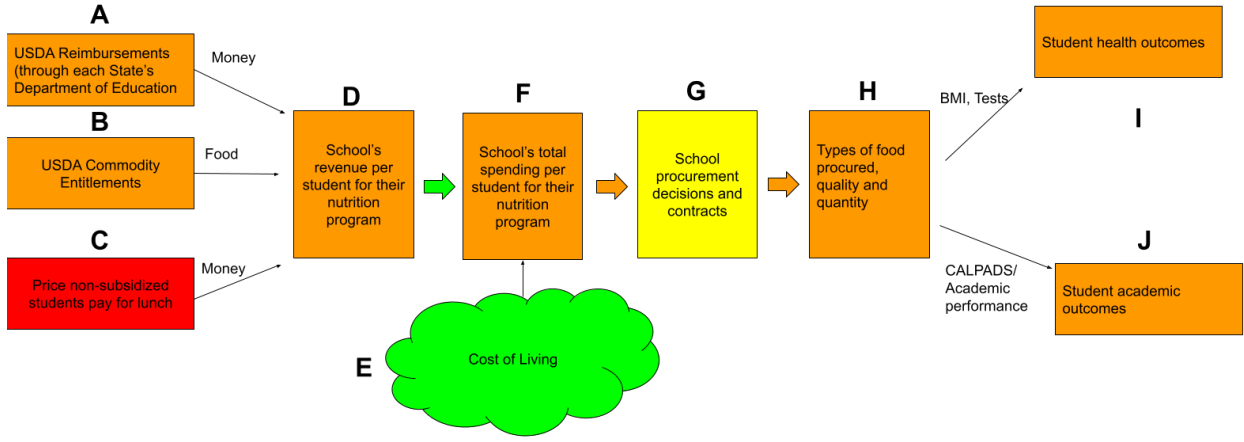 A
USDA Reimbursements
(through each State's
Department of Education
Money
B
USDA Commodity
Entitlements
Food
C
Price non-subsidized
students pay for lunch
Money
D
School's
revenue per
student for their
nutrition
program
E
Cost of Living
F
School's total
spending per
student for their
nutrition
program
G
School
procurement
decisions and
contracts
H
Types of food
procured,
quality and
quantity
BMI, Tests
Student health outcomes
I
CALPADS/
Academic
performance
J
Student academic
outcomes